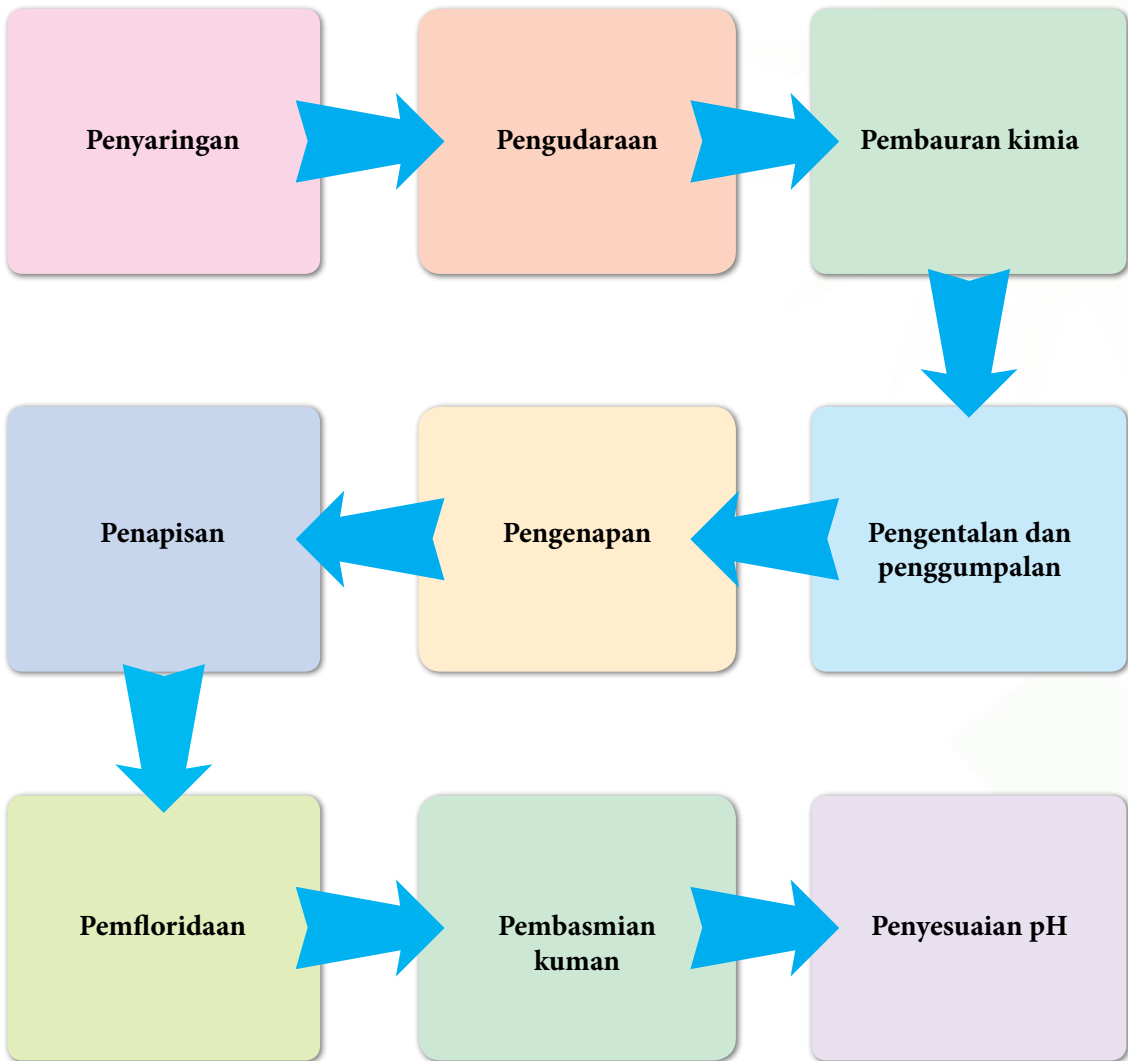 Penyaringan
Pengudaraan
Pembauran kimia
Pengentalan dan
penggumpalan
Pengenapan
Penapisan
Pemfloridaan
Pembasmian
kuman
Penyesuaian pH